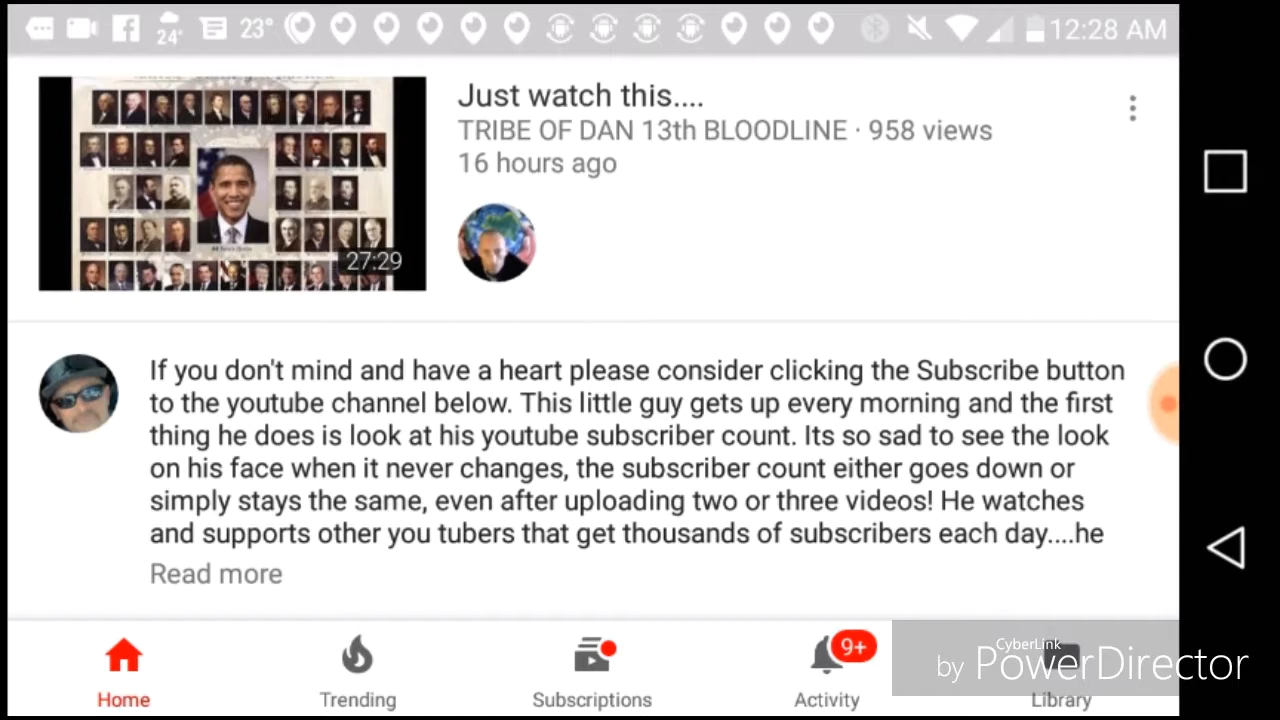 24° 23° 12:28 AM
Just watch this....
TRIBE OF DAN 13th BLOODLINE · 958 views
16 hours ago
27:29
If you don't mind and have a heart please consider clicking the Subscribe button
to the youtube channel below. This little guy gets up every morning and the first
thing he does is look at his youtube subscriber count. Its so sad to see the look
on his face when it never changes, the subscriber count either goes down or
simply stays the same, even after uploading two or three videos! He watches
and supports other you tubers that get thousands of subscribers each day....he
Read more
9+
Home Trending Subscriptions Activity Library
CyberLink
by PowerDirector